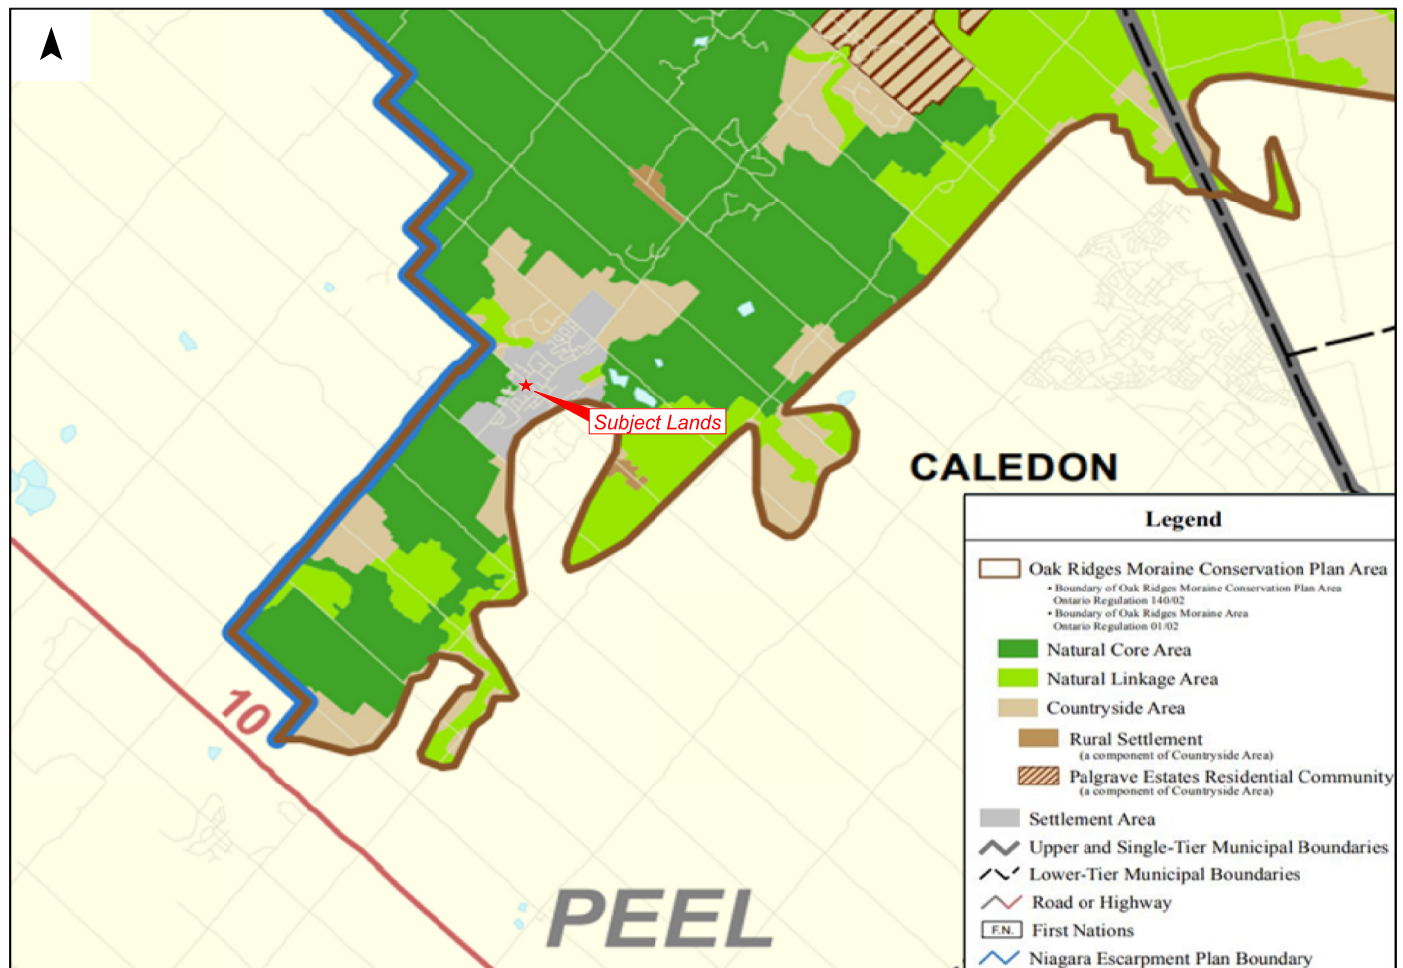 Subject Lands
CALEDON
10
PEEL
Legend
Oak Ridges Moraine Conservation Plan Area
• Boundary of Oak Ridges Moraine Conservation Plan Area
Ontario Regulation 140/02
• Boundary of Oak Ridges Moraine Area
Ontario Regulation 01/02
Natural Core Area
Natural Linkage Area
Countryside Area
Rural Settlement
(a component of Countryside Area)
Palgrave Estates Residential Community
(a component of Countryside Area)
Settlement Area
Upper and Single-Tier Municipal Boundaries
Lower-Tier Municipal Boundaries
Road or Highway
F.N. First Nations
Niagara Escarpment Plan Boundary